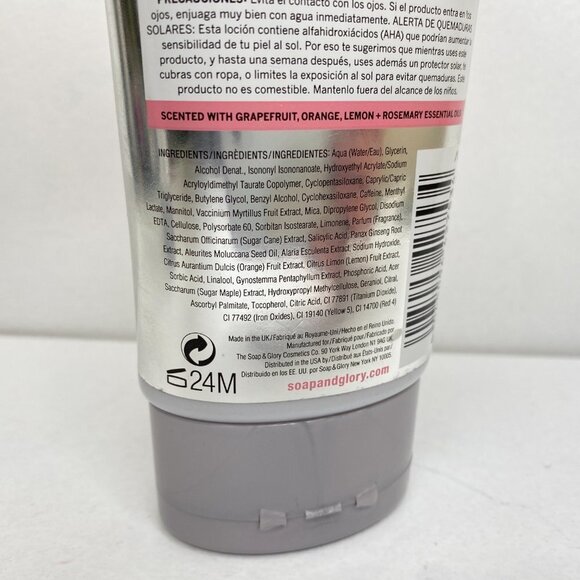 PRECAUCIONES: Evita el contacto con los ojos. Si el producto entra en los
ojos, enjuaga muy bien con agua inmediatamente. ALERTA DE QUEMADURAS
SOLARES: Esta loción contiene alfahidroxiácidos (AHA) que podrían aumentar la
sensibilidad de tu piel al sol. Por eso te sugerimos que mientras uses este
producto, y hasta una semana después, uses además un protector solar, te
cubras con ropa, o limites la exposición al sol para evitar quemaduras. Este
producto no es comestible. Mantenlo fuera del alcance de los niños.
SCENTED WITH GRAPEFRUIT, ORANGE, LEMON + ROSEMARY ESSENTIAL OILS
INGREDIENTS/INGRÉDIENTS/INGREDIENTES: Aqua (Water/Eau), Glycerin,
Alcohol Denat., Isononyl Isononanoate, Hydroxyethyl Acrylate/Sodium
Acryloyldimethyl Taurate Copolymer, Cyclopentasiloxane, Caprylic/Capric
Triglyceride, Butylene Glycol, Benzyl Alcohol, Cyclohexasiloxane, Caffeine, Menthyl
Lactate, Mannitol, Vaccinium Myrtillus Fruit Extract, Mica, Dipropylene Glycol, Disodium
EDTA, Cellulose, Polysorbate 60, Sorbitan Isostearate, Limonene, Parfum (Fragrance),
Saccharum Officinarum (Sugar Cane) Extract, Salicylic Acid, Panax Ginseng Root
Extract, Aleurites Moluccana Seed Oil, Alaria Esculenta Extract, Sodium Hydroxide,
Citrus Aurantium Dulcis (Orange) Fruit Extract, Citrus Limon (Lemon) Fruit Extract,
Sorbic Acid, Linalool, Gynostemma Pentaphyllum Extract, Phosphoric Acid, Acer
Saccharum (Sugar Maple) Extract, Hydroxypropyl Methylcellulose, Geraniol, Citral,
Ascorbyl Palmitate, Tocopherol, Citric Acid, CI 77891 (Titanium Dioxide),
CI 77492 (Iron Oxides), CI 19140 (Yellow 5), CI 14700 (Red 4)
Made in the UK/Fabriqué au Royaume-Uni/Hecho en el Reino Unido
Manufactured for/Fabriqué pour/Fabricado por:
The Soap & Glory Cosmetics Co. 90 York Way London N1 9AG UK.
Distributed in the USA by/Distribué aux États-Unis par/
Distribuido en los EE. UU. por Soap & Glory New York NY, 10005.
24M
soapandglory.com